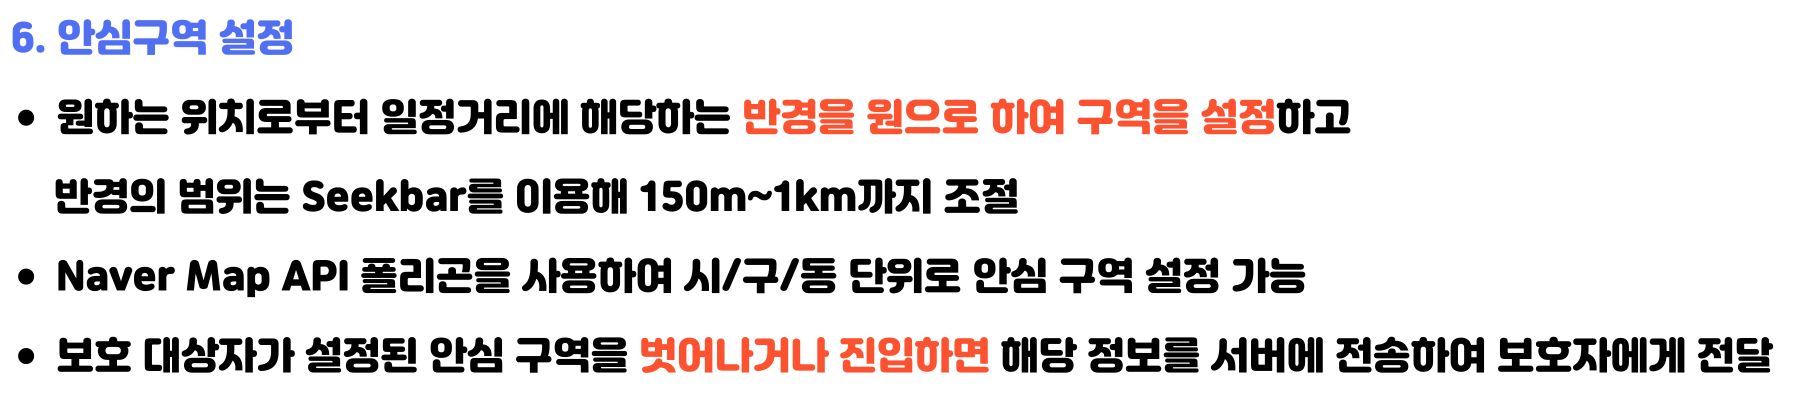 6. 안심구역 설정
• 원하는 위치로부터 일정거리에 해당하는 반경을 원으로 하여 구역을 설정하고
반경의 범위는 Seekbar를 이용해 150m~1km까지 조절
• Naver Map API 폴리곤을 사용하여 시/구/동 단위로 안심 구역 설정 가능
• 보호 대상자가 설정된 안심 구역을 벗어나거나 진입하면 해당 정보를 서버에 전송하여 보호자에게 전달